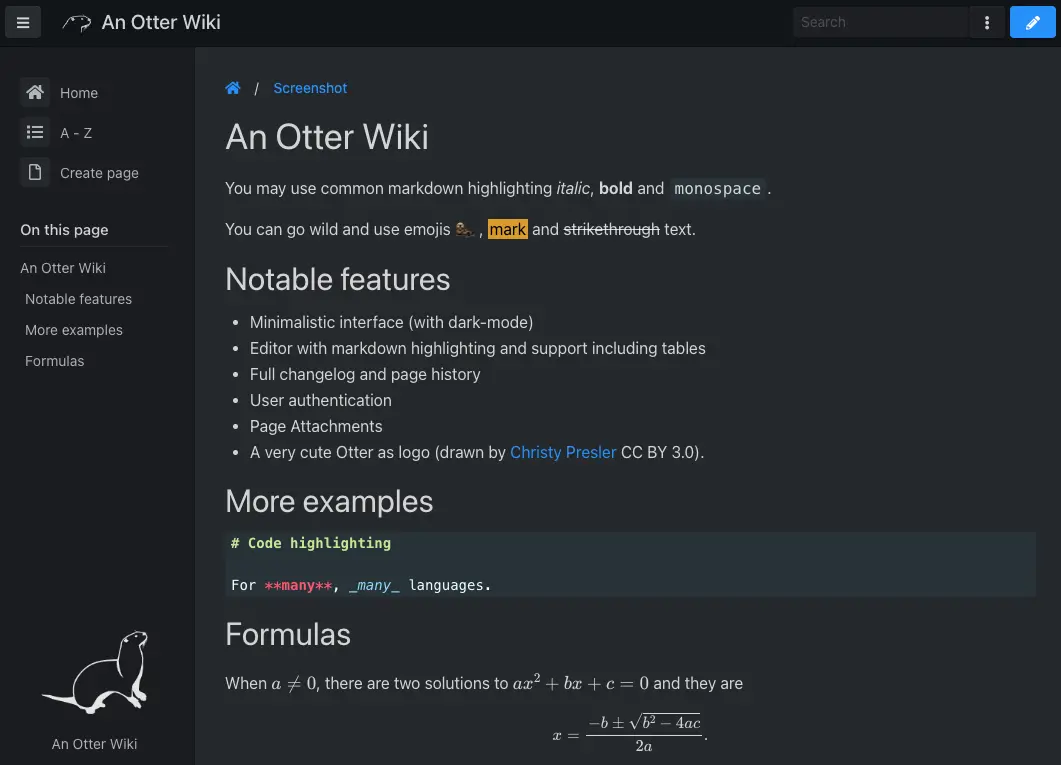 An Otter Wiki
Search
Home
A - Z
Create page
On this page
An Otter Wiki
Notable features
More examples
Formulas
An Otter Wiki
/ Screenshot
An Otter Wiki
You may use common markdown highlighting italic, bold and monospace.
You can go wild and use emojis 🦦 , mark and strikethrough text.
Notable features
• Minimalistic interface (with dark-mode)
• Editor with markdown highlighting and support including tables
• Full changelog and page history
• User authentication
• Page Attachments
• A very cute Otter as logo (drawn by Christy Presler CC BY 3.0).
More examples
# Code highlighting
For **many**, _many_ languages.
Formulas
When a ≠ 0, there are two solutions to ax² + bx + c = 0 and they are
x = (−b ± √(b² − 4ac)) / 2a.